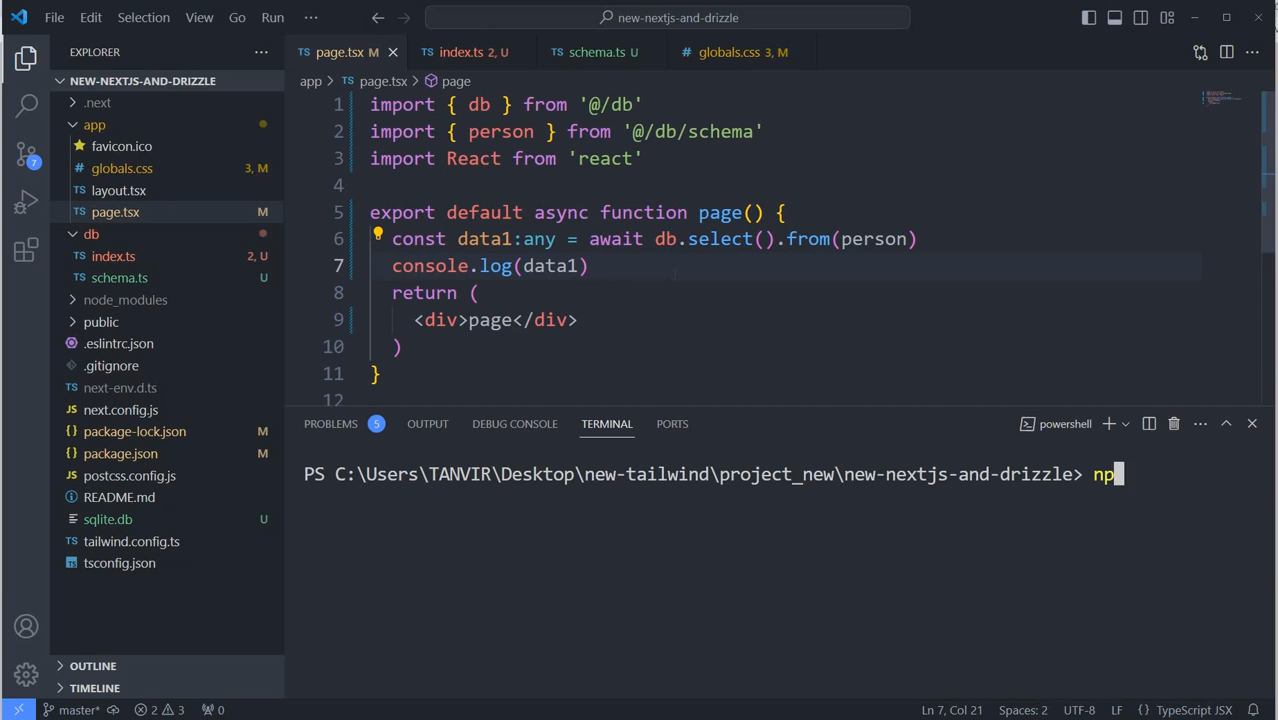 File Edit Selection View Go Run ··· new-nextjs-and-drizzle
EXPLORER ···
page.tsx M index.ts 2, U schema.ts U globals.css 3, M ···
NEW-NEXTJS-AND-DRIZZLE
.next
app
favicon.ico
globals.css 3, M
layout.tsx
page.tsx M
db
index.ts 2, U
schema.ts U
node_modules
public
.eslintrc.json
.gitignore
next-env.d.ts
next.config.js
package-lock.json M
package.json M
postcss.config.js
README.md
sqlite.db U
tailwind.config.ts
tsconfig.json
OUTLINE
TIMELINE
7
app > TS page.tsx > page
1 import { db } from '@/db'
2 import { person } from '@/db/schema'
3 import React from 'react'
4
5 export default async function page() {
6 const data1:any = await db.select().from(person)
7 console.log(data1)
8 return (
9 <div>page</div>
10 )
11 }
12
PROBLEMS 5 OUTPUT DEBUG CONSOLE TERMINAL PORTS powershell ···
PS C:\Users\TANVIR\Desktop\new-tailwind\project_new\new-nextjs-and-drizzle> np
master* 2 3 0 Ln 7, Col 21 Spaces: 2 UTF-8 LF { } TypeScript JSX